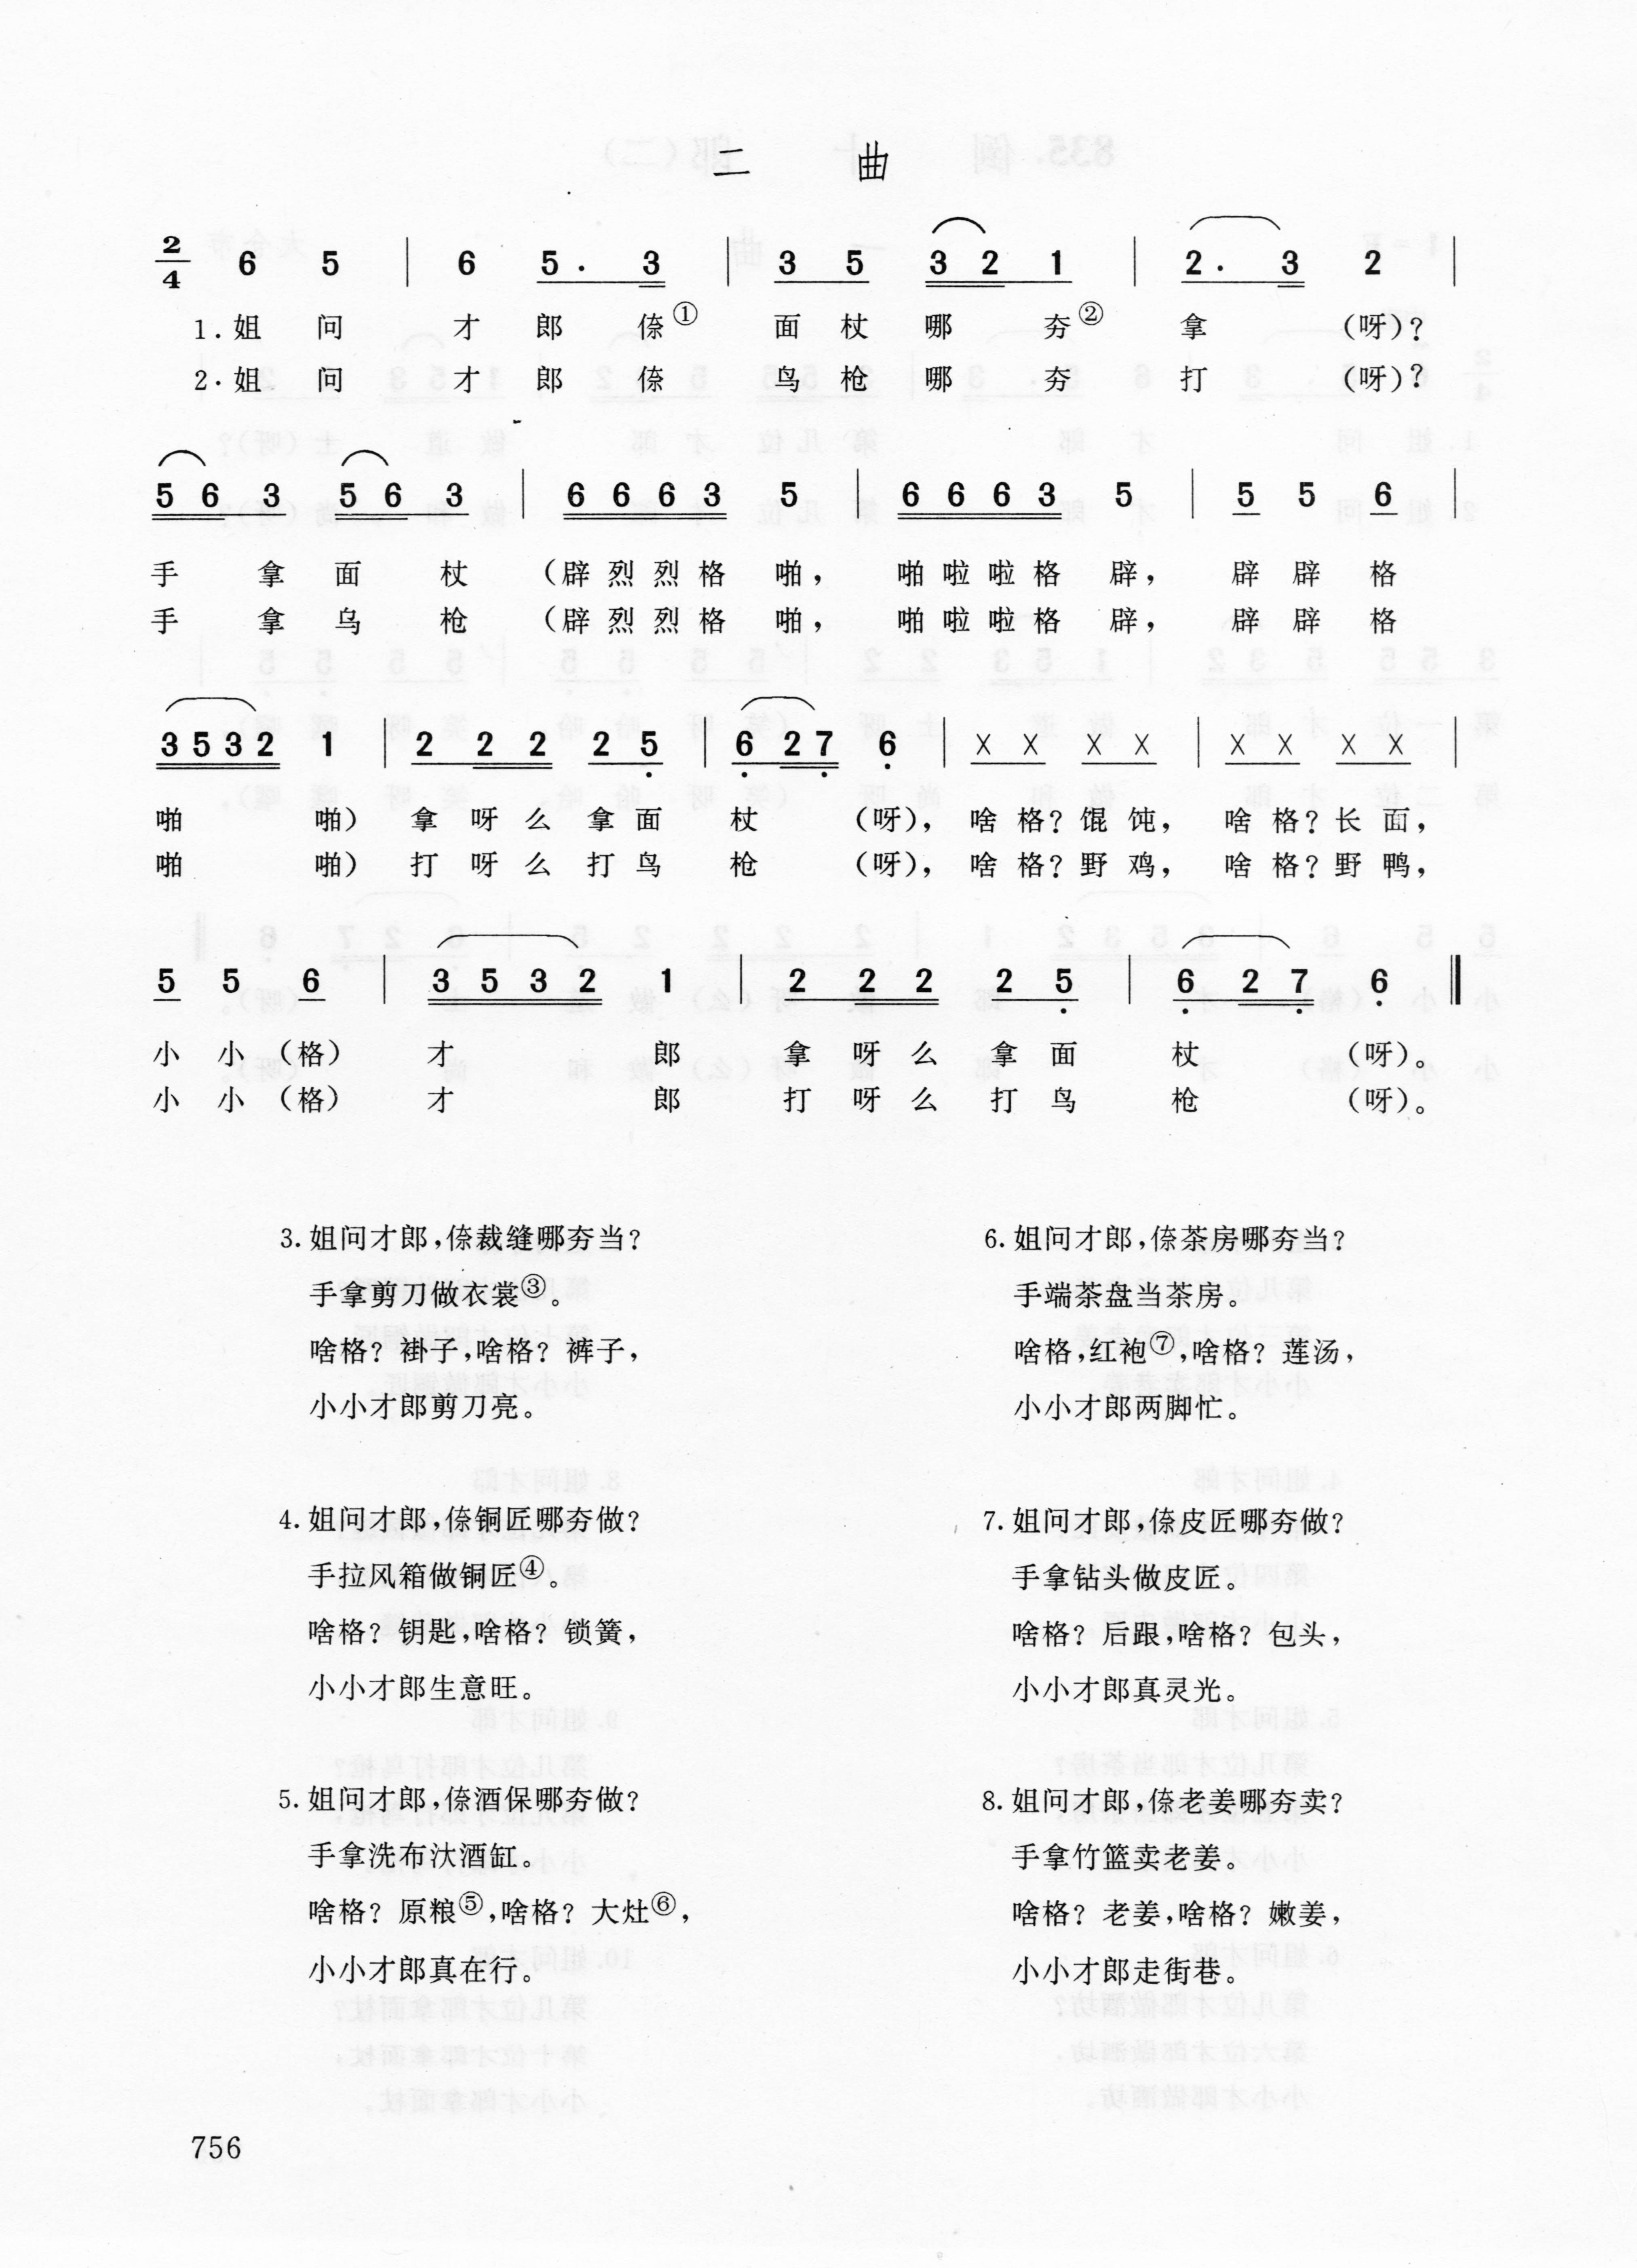 二 曲
2/4 6 5 | 6 5. 3 | 3 5 3 2 1 | 2. 3 2 |
1.姐 问 才 郎 倷① 面 杖 哪 夯② 拿 (呀)?
2.姐 问 才 郎 倷 鸟 枪 哪 夯 打 (呀)?
5 6 3 5 6 3 | 6 6 6 3 5 | 6 6 6 3 5 | 5 5 6 |
手 拿 面 杖 (辟 烈 烈 格 啪, 啪 啦 啦 格 辟, 辟 辟 格
手 拿 乌 枪 (辟 烈 烈 格 啪, 啪 啦 啦 格 辟, 辟 辟 格
3 5 3 2 1 | 2 2 2 2 5 | 6 2 7 6 | X X X X | X X X X |
啪 啪) 拿 呀 么 拿 面 杖 (呀), 啥 格? 馄 饨, 啥 格? 长 面,
啪 啪) 打 呀 么 打 鸟 枪 (呀), 啥 格? 野 鸡, 啥 格? 野 鸭,
5 5 6 | 3 5 3 2 1 | 2 2 2 2 5 | 6 2 7 6 ‖
小 小 (格) 才 郎 拿 呀 么 拿 面 杖 (呀)。
小 小 (格) 才 郎 打 呀 么 打 鸟 枪 (呀)。
3. 姐问才郎,倷裁缝哪夯当?
手拿剪刀做衣裳③。
啥格? 褂子,啥格? 裤子,
小小才郎剪刀亮。
4. 姐问才郎,倷铜匠哪夯做?
手拉风箱做铜匠④。
啥格? 钥匙,啥格? 锁簧,
小小才郎生意旺。
5. 姐问才郎,倷酒保哪夯做?
手拿洗布汏酒缸。
啥格? 原粮⑤,啥格? 大灶⑥,
小小才郎真在行。
6. 姐问才郎,倷茶房哪夯当?
手端茶盘当茶房。
啥格,红袍⑦,啥格? 莲汤,
小小才郎两脚忙。
7. 姐问才郎,倷皮匠哪夯做?
手拿钻头做皮匠。
啥格? 后跟,啥格? 包头,
小小才郎真灵光。
8. 姐问才郎,倷老姜哪夯卖?
手拿竹篮卖老姜。
啥格? 老姜,啥格? 嫩姜,
小小才郎走街巷。
756